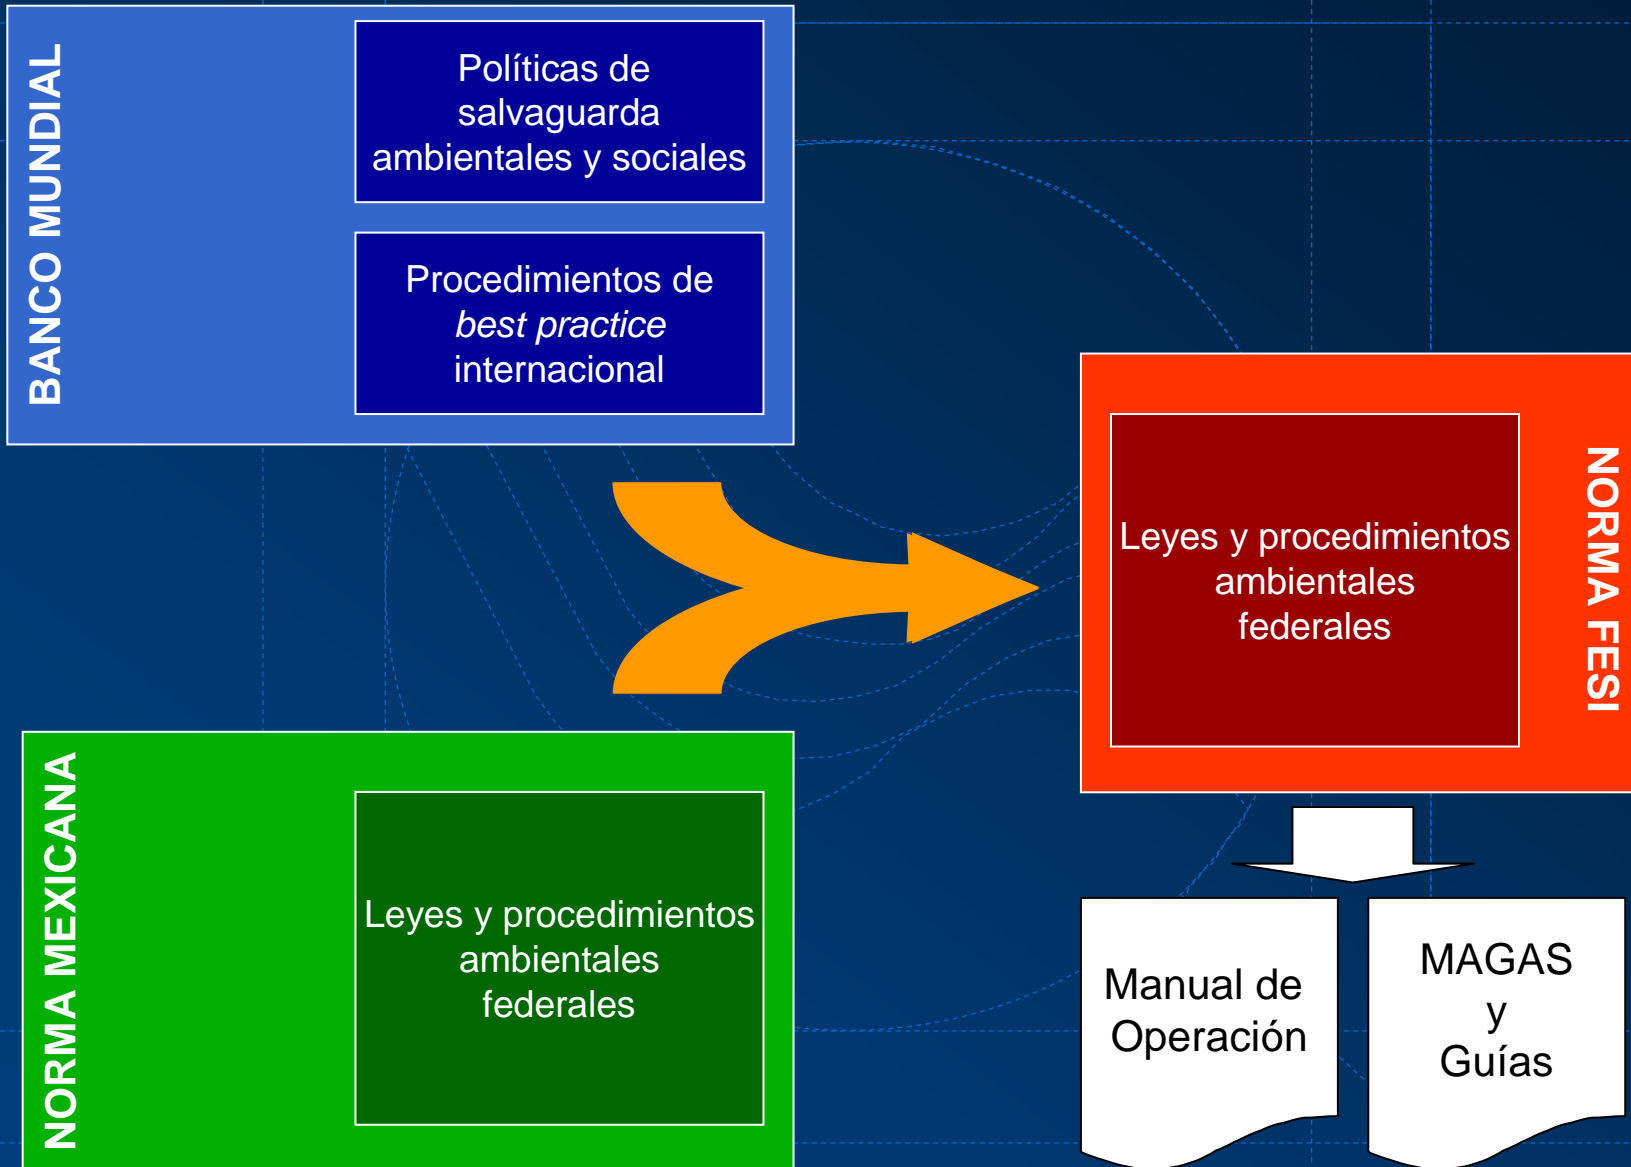 BANCO MUNDIAL
Políticas de
salvaguarda
ambientales y sociales
Procedimientos de
best practice
internacional
NORMA MEXICANA
Leyes y procedimientos
ambientales
federales
Leyes y procedimientos
ambientales
federales
NORMA FESI
Manual de
Operación
MAGAS
y
Guías